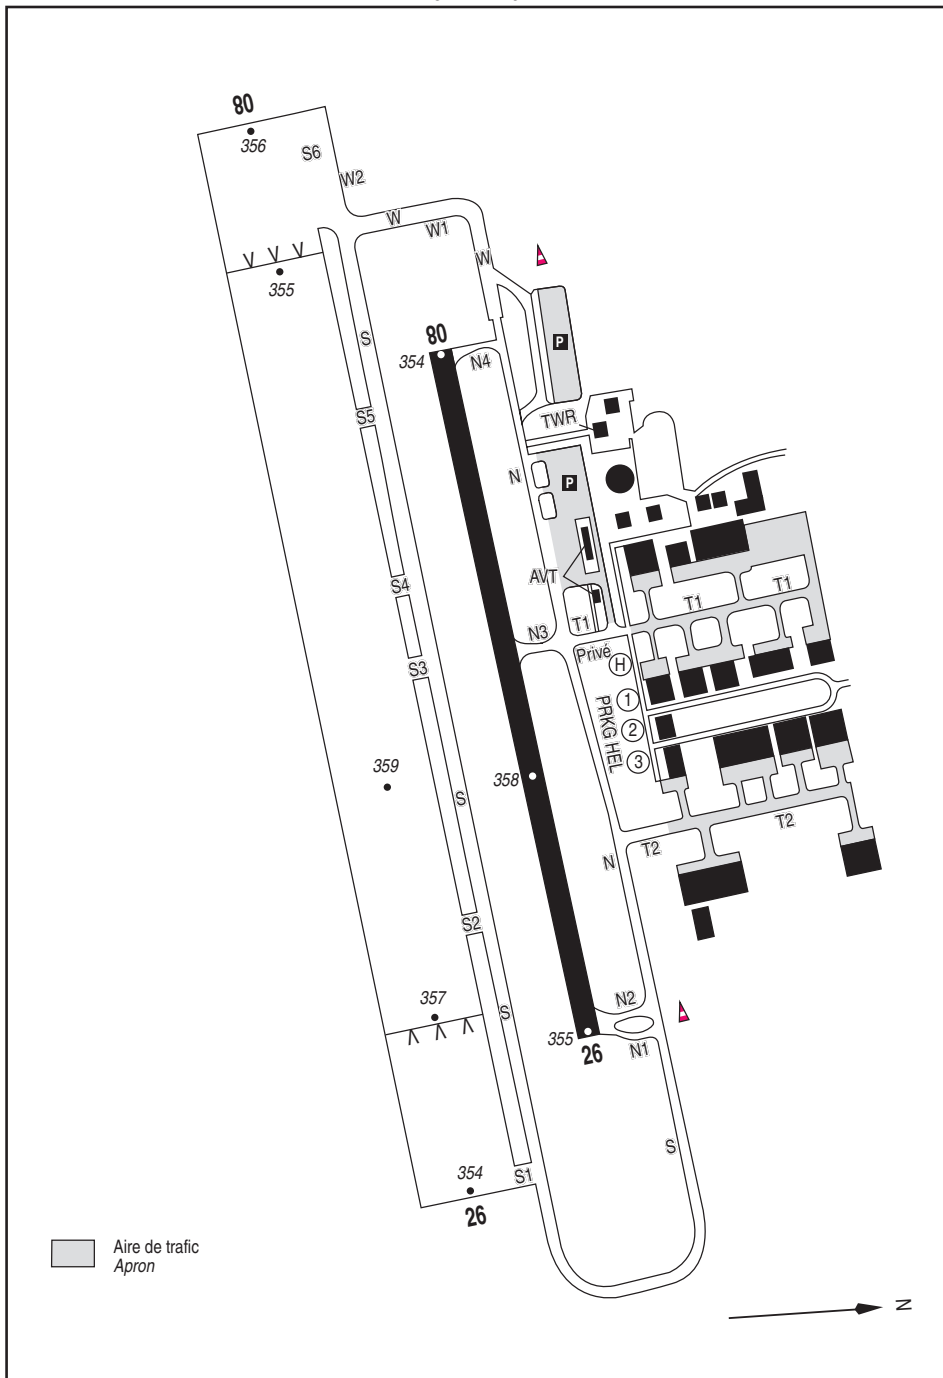 08
356
S6
W2
W
W1
W
355
S
08
354
N4
P
S5
TWR
N
P
S4
AVT
T1
T1
T1
N3
Privé
H
S3
1
PRKG HEL
2
3
359
358
S
T2
T2
N
S2
357
N2
S
355
26
N1
S
354
S1
26
Aire de trafic
Apron
N